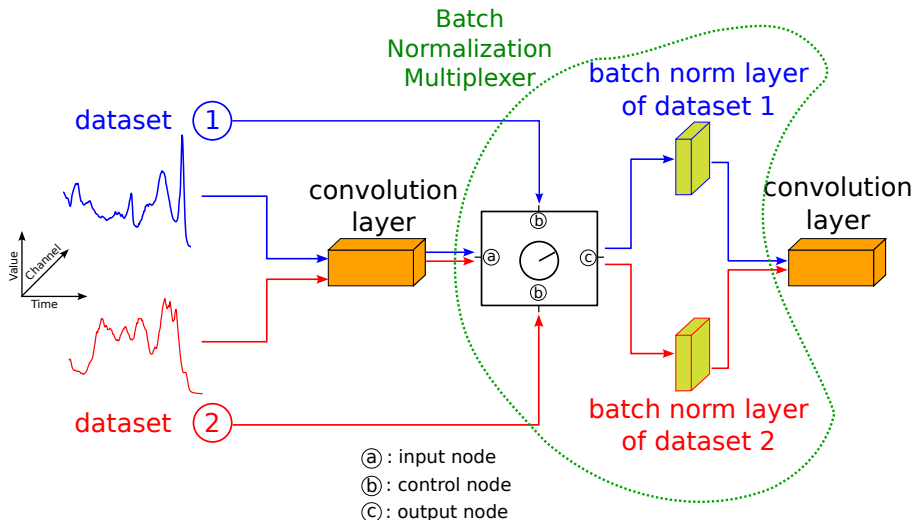 Batch
Normalization
Multiplexer
batch norm layer
of dataset 1
dataset 1
convolution
layer
convolution
layer
b
a
c
b
Value
Channel
Time
dataset 2
batch norm layer
of dataset 2
a : input node
b : control node
c : output node